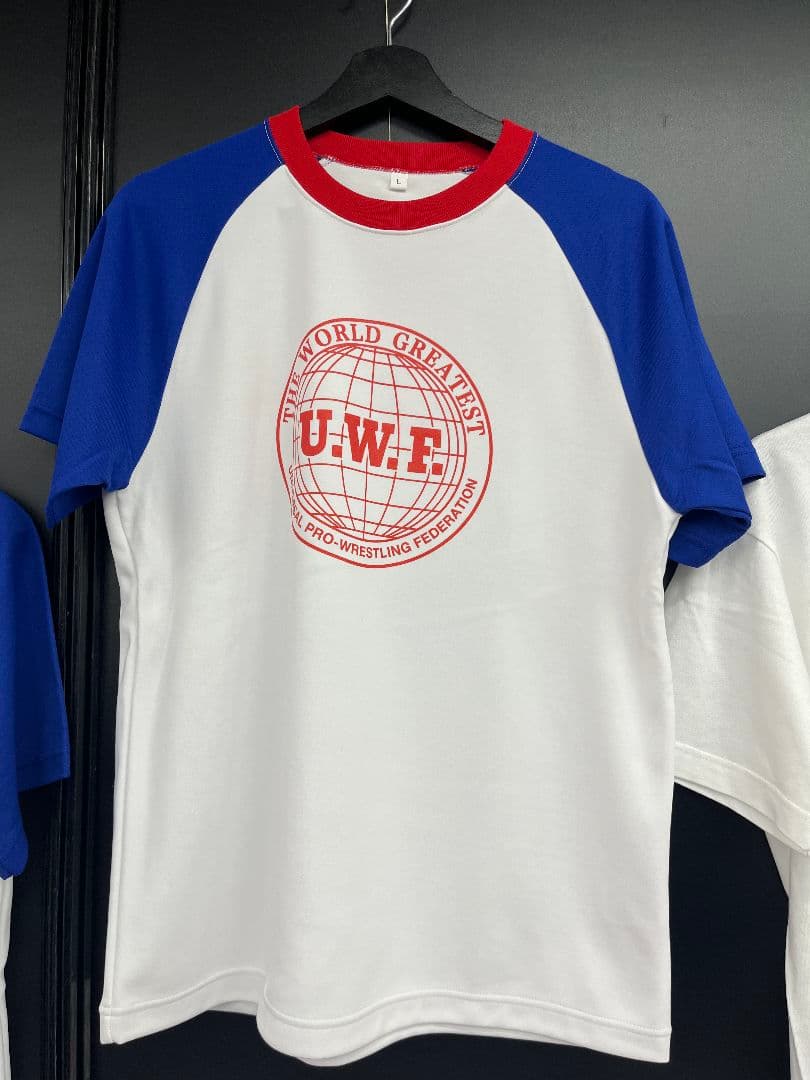 L
THE WORLD GREATEST
U.W.F.
PRO-WRESTLING FEDERATION